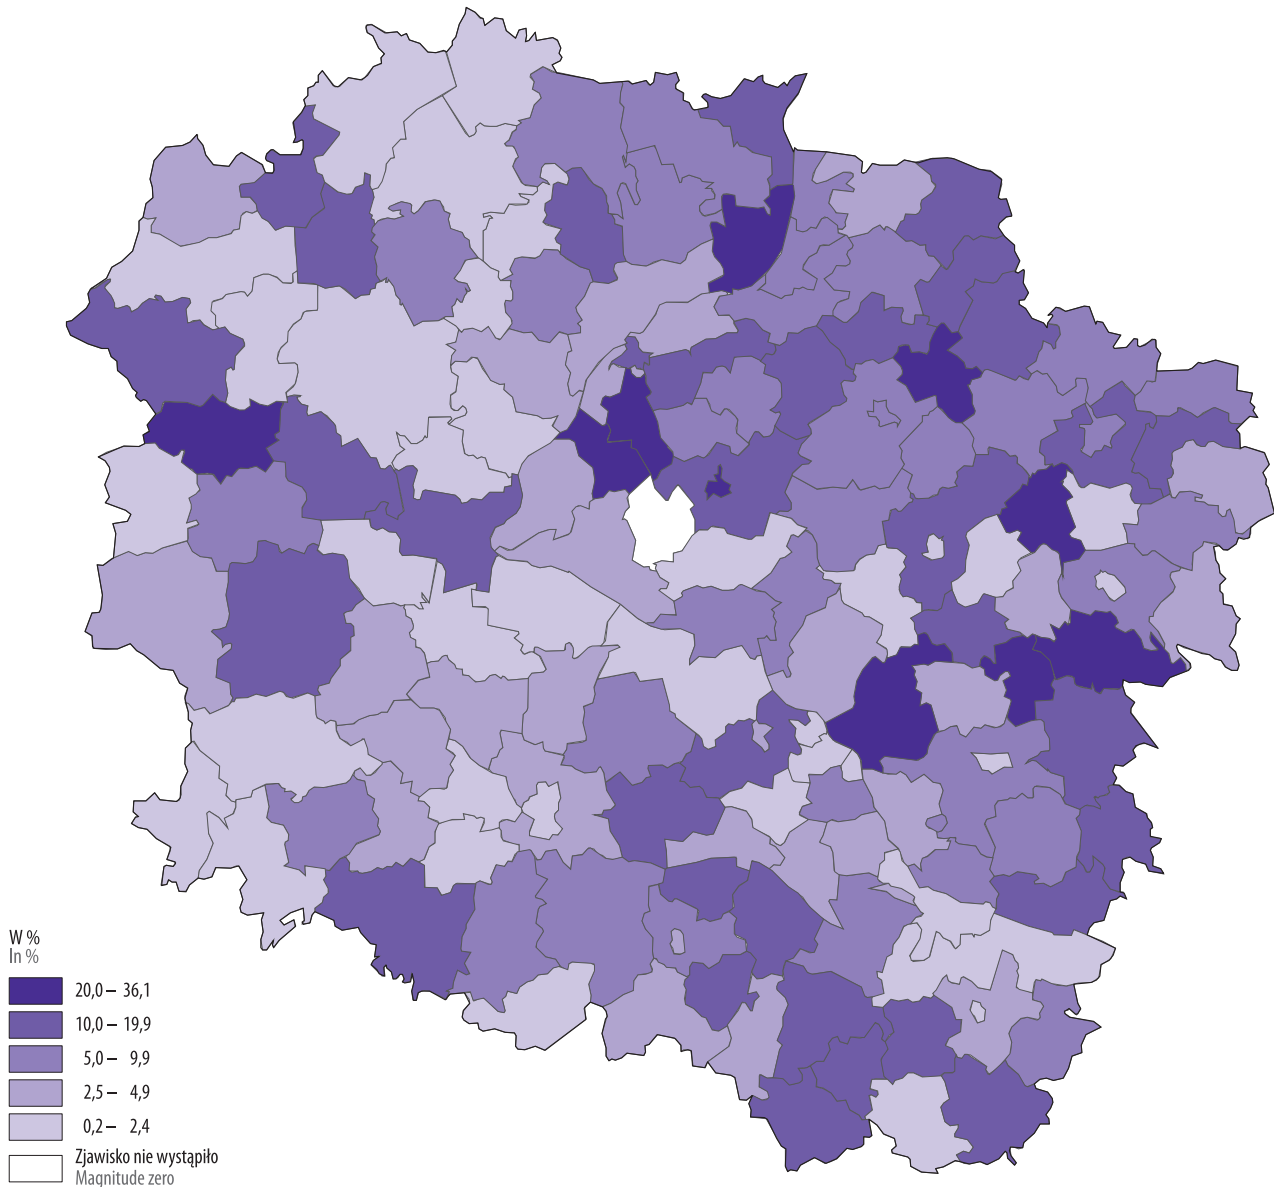 W %
In %
20,0 – 36,1
10,0 – 19,9
5,0 – 9,9
2,5 – 4,9
0,2 – 2,4
Zjawisko nie wystąpiło
Magnitude zero